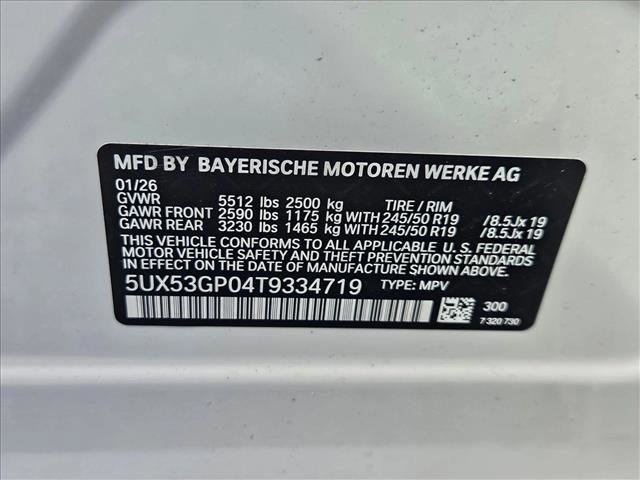 MFD BY BAYERISCHE MOTOREN WERKE AG
01/26
GVWR 5512 lbs 2500 kg TIRE / RIM
GAWR FRONT 2590 lbs 1175 kg WITH 245/50 R19 /8.5Jx 19
GAWR REAR 3230 lbs 1465 kg WITH 245/50 R19 /8.5Jx 19
THIS VEHICLE CONFORMS TO ALL APPLICABLE U. S. FEDERAL
MOTOR VEHICLE SAFETY AND THEFT PREVENTION STANDARDS
IN EFFECT ON THE DATE OF MANUFACTURE SHOWN ABOVE.
5UX53GP04T9334719 TYPE: MPV
300
7 320 730